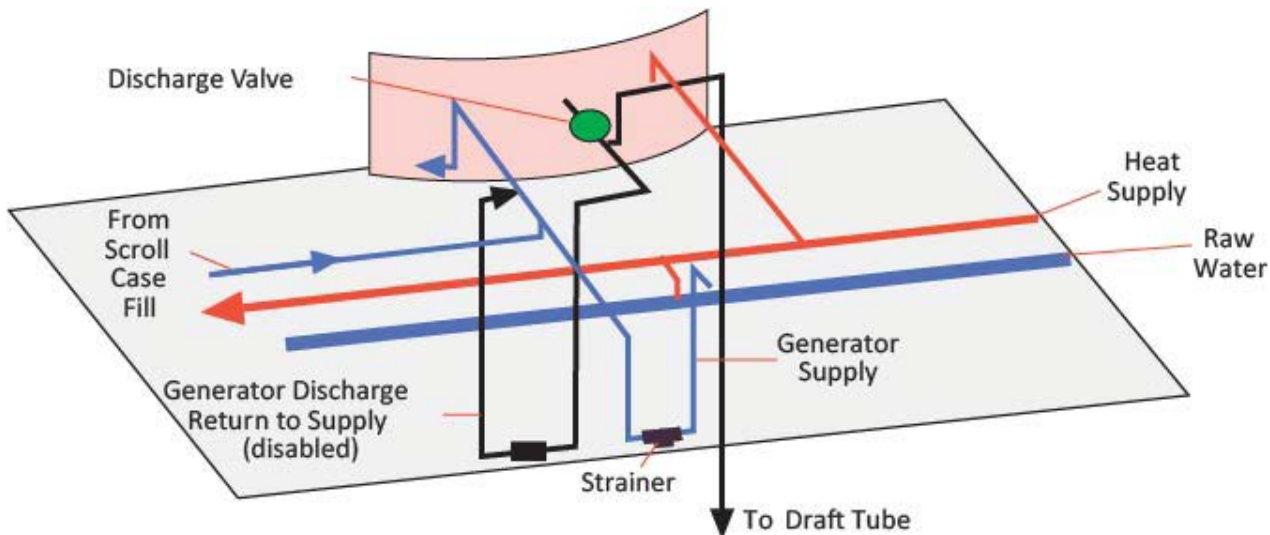 Discharge Valve
Heat
Supply
From
Scroll
Case
Fill
Raw
Water
Generator
Supply
Generator Discharge
Return to Supply
(disabled)
Strainer
To Draft Tube